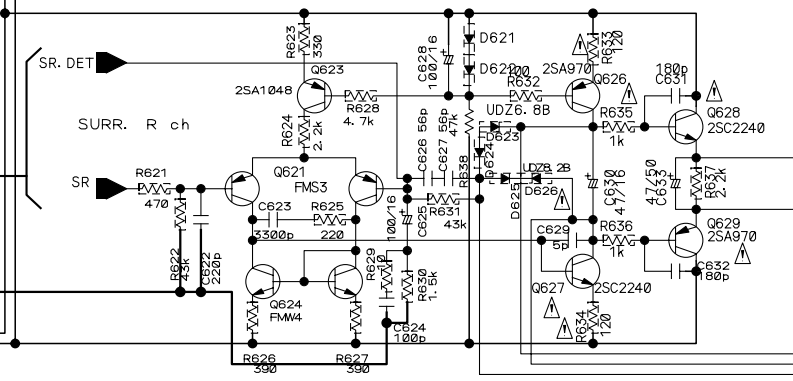 R623
330
C628
100/16
D621
D622
R633
120
SR. DET
Q623
2SA1048
R628
4. 7k
100
R632
2SA970
Q626
180p
C631
UDZ6. 8B
R635
1k
Q628
2SC2240
SURR. R ch
R624
2.2k
C626 56p
C627 56p
R638
47k
D623
D624
R621
470
SR
Q621
FMS3
D625
D626
C630
47/16
47/50
C633
R637
2.2k
C623
3300p
R625
220
100/16
C625
R631
43k
C629
5p
R636
1k
Q629
2SA970
R622
43k
C622
220p
R629
R630
1.5k
C632
180p
Q624
FMW4
Q627
2SC2240
C624
100p
R634
120
R626
390
R627
390